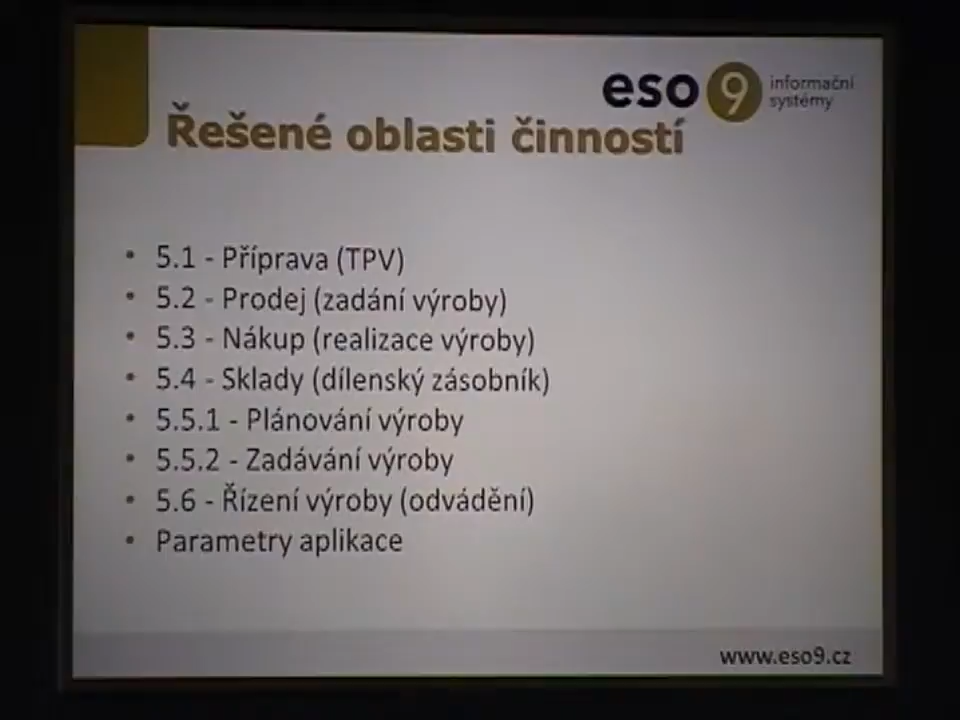 eso 9 informační
systémy
Řešené oblasti činností
• 5.1 - Příprava (TPV)
• 5.2 - Prodej (zadání výroby)
• 5.3 - Nákup (realizace výroby)
• 5.4 - Sklady (dílenský zásobník)
• 5.5.1 - Plánování výroby
• 5.5.2 - Zadávání výroby
• 5.6 - Řízení výroby (odvádění)
• Parametry aplikace
www.eso9.cz